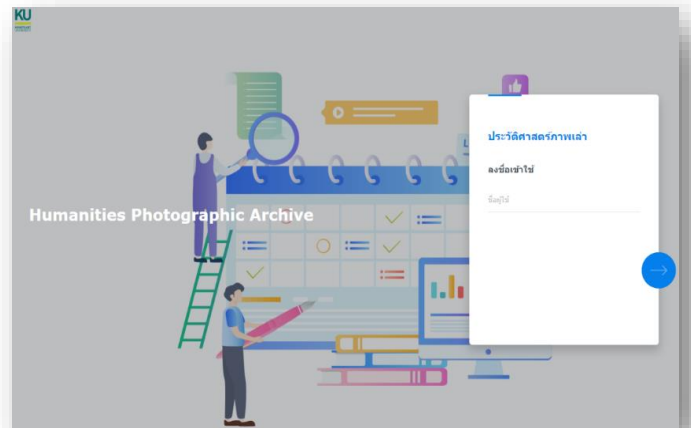 KU
Humanities Photographic Archive
ประวัติศาสตร์ภาพเล่า
ลงชื่อเข้าใช้
ชื่อผู้ใช้